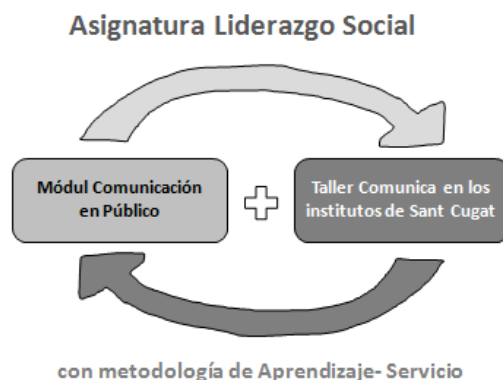 Asignatura Liderazgo Social
Módul Comunicación
en Público
Taller Comunica en los
institutos de Sant Cugat
con metodología de Aprendizaje- Servicio